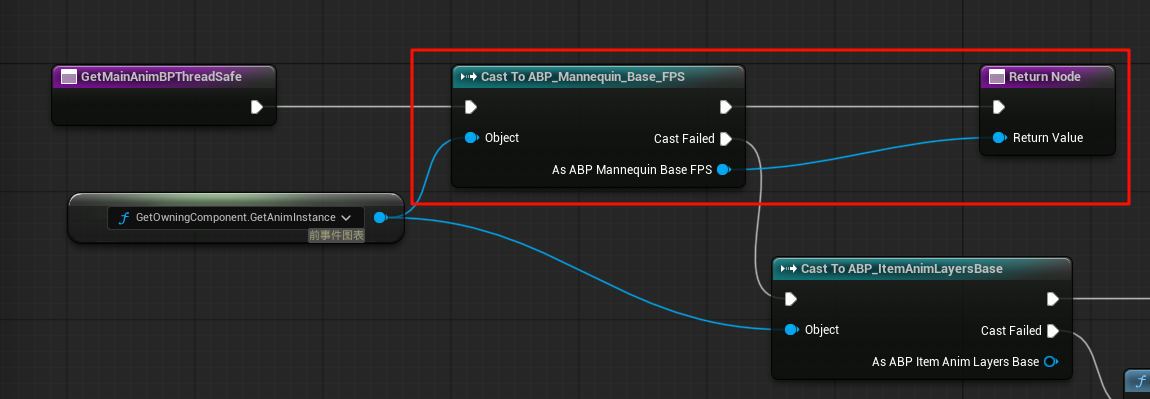 GetMainAnimBPThreadSafe
Cast To ABP_Mannequin_Base_FPS
Return Node
Object
Cast Failed
As ABP Mannequin Base FPS
Return Value
GetOwningComponent.GetAnimInstance
前事件图表
Cast To ABP_ItemAnimLayersBase
Object
Cast Failed
As ABP Item Anim Layers Base
f